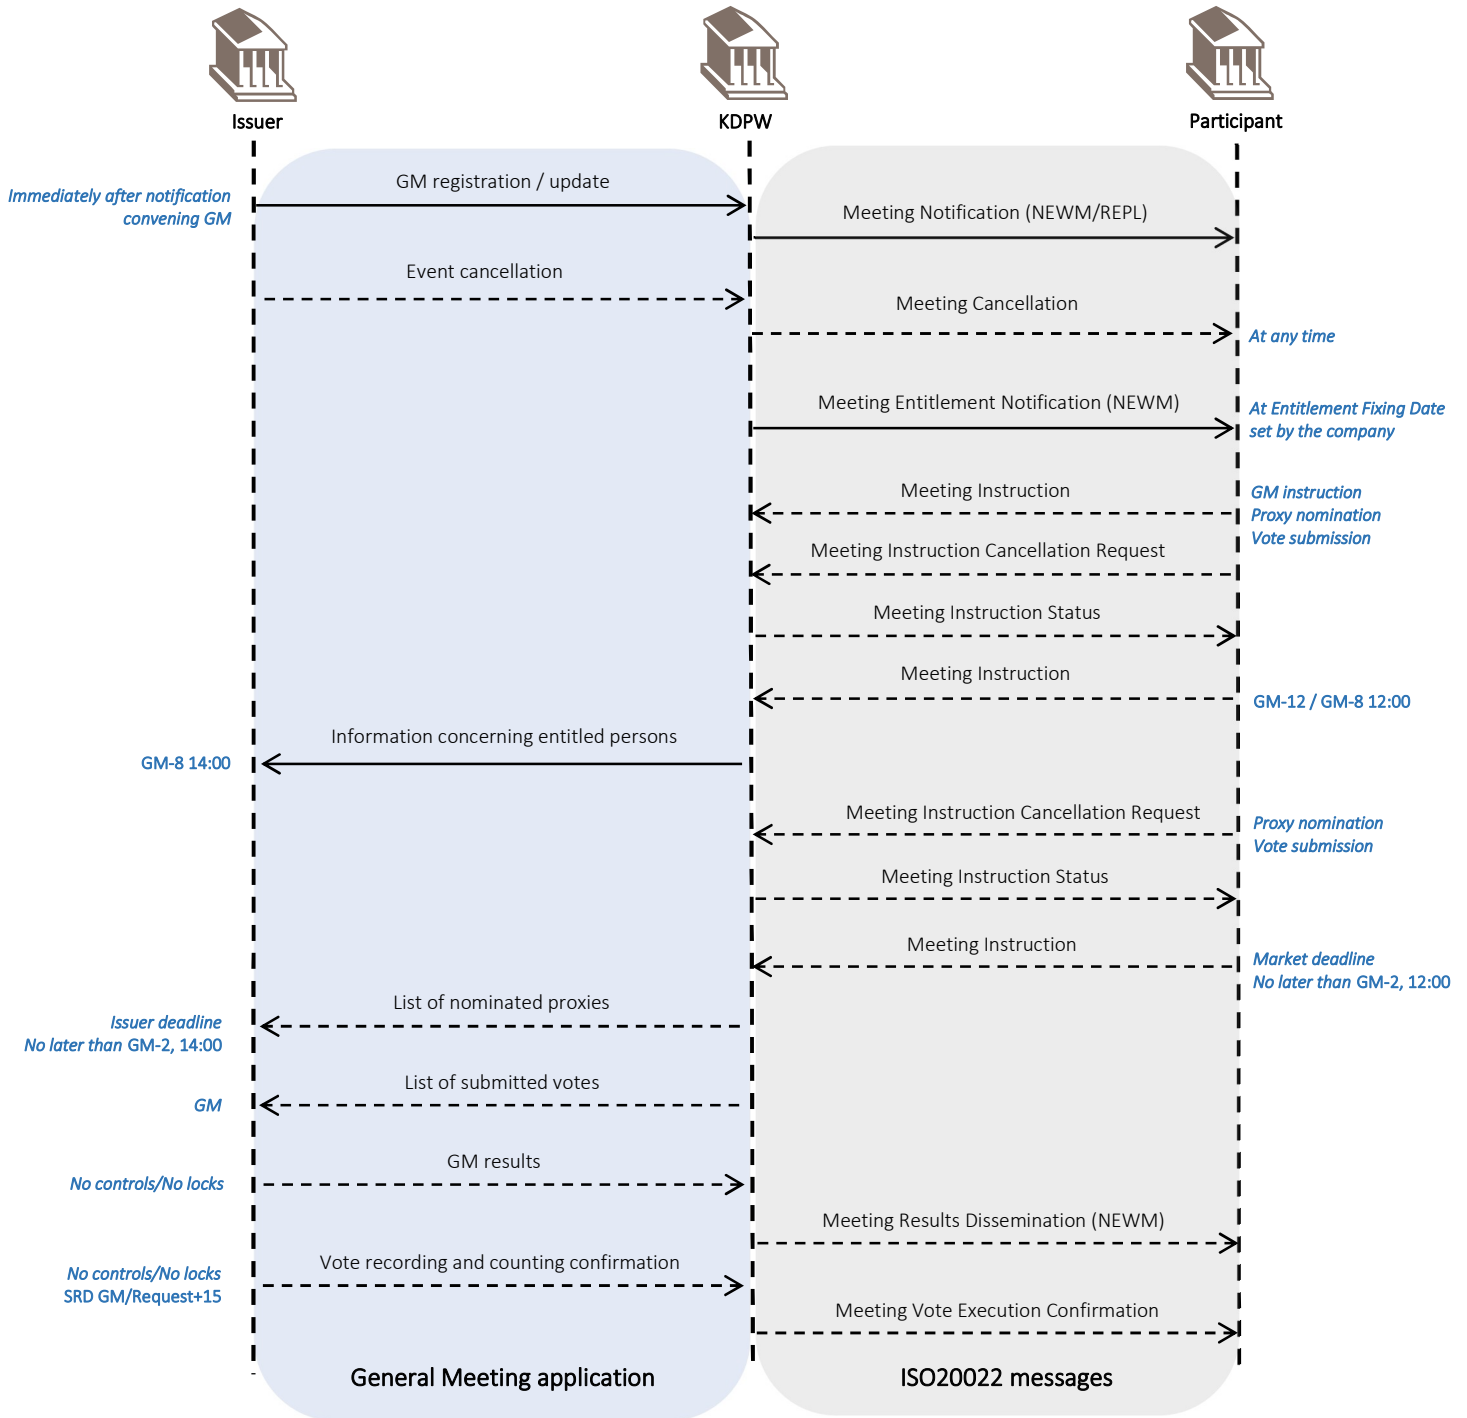 Issuer
KDPW
Participant
GM registration / update
Immediately after notification
convening GM
Meeting Notification (NEWM/REPL)
Event cancellation
Meeting Cancellation
At any time
Meeting Entitlement Notification (NEWM)
At Entitlement Fixing Date
set by the company
Meeting Instruction
GM instruction
Proxy nomination
Vote submission
Meeting Instruction Cancellation Request
Meeting Instruction Status
Meeting Instruction
GM-12 / GM-8 12:00
Information concerning entitled persons
GM-8 14:00
Meeting Instruction Cancellation Request
Proxy nomination
Vote submission
Meeting Instruction Status
Meeting Instruction
Market deadline
No later than GM-2, 12:00
List of nominated proxies
Issuer deadline
No later than GM-2, 14:00
List of submitted votes
GM
GM results
No controls/No locks
Meeting Results Dissemination (NEWM)
Vote recording and counting confirmation
No controls/No locks
SRD GM/Request+15
Meeting Vote Execution Confirmation
General Meeting application
ISO20022 messages